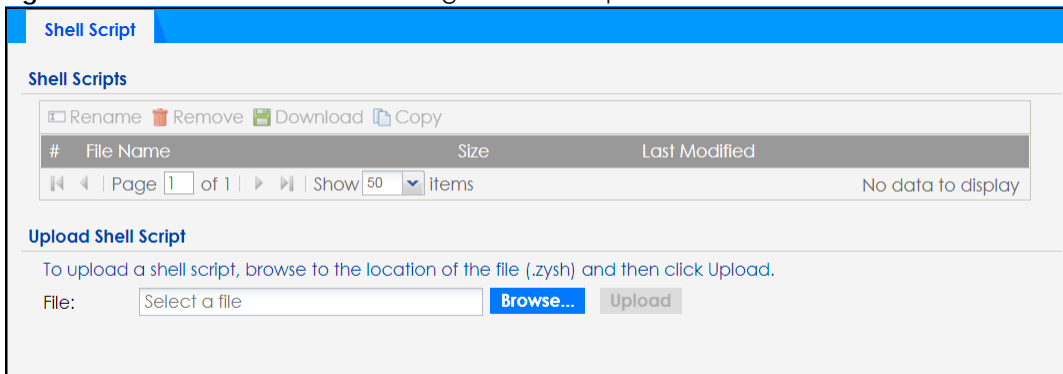 Shell Script
Shell Scripts
Rename Remove Download Copy
# File Name Size Last Modified
Page 1 of 1 Show 50 items No data to display
Upload Shell Script
To upload a shell script, browse to the location of the file (.zysh) and then click Upload.
File: Select a file Browse... Upload